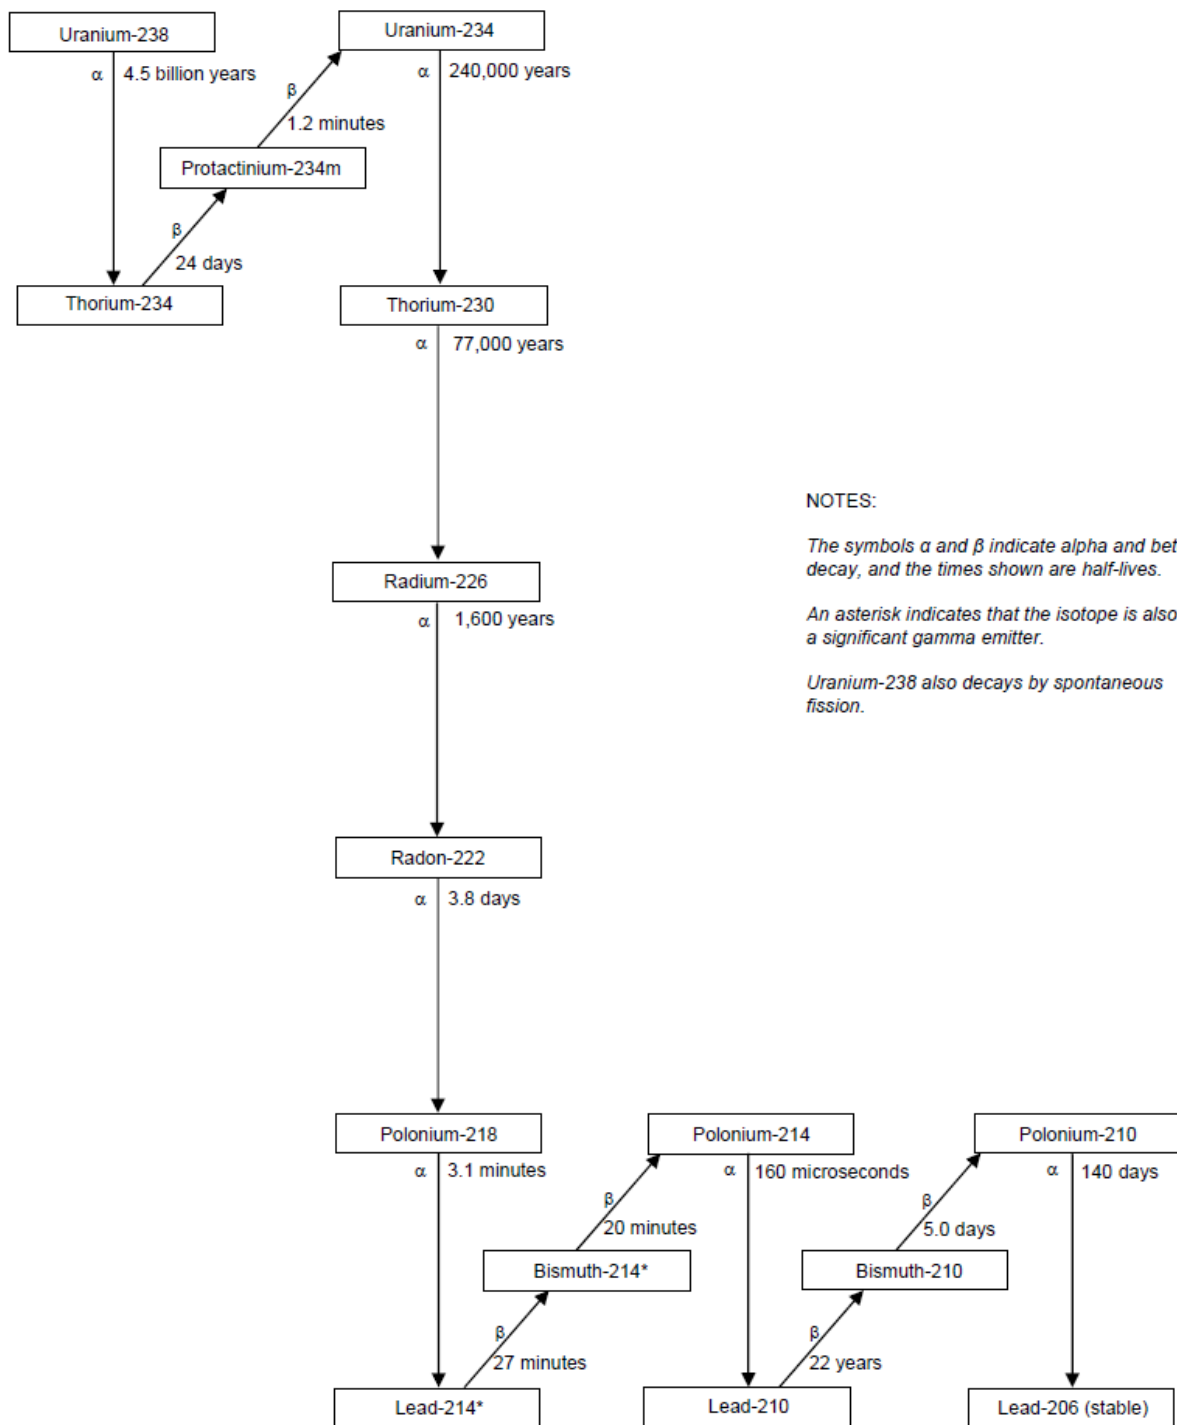 Uranium-238
Uranium-234
α 4.5 billion years
α 240,000 years
β
1.2 minutes
Protactinium-234m
β
24 days
Thorium-234
Thorium-230
α 77,000 years
NOTES:
The symbols α and β indicate alpha and bet
decay, and the times shown are half-lives.
Radium-226
An asterisk indicates that the isotope is also
a significant gamma emitter.
α 1,600 years
Uranium-238 also decays by spontaneous
fission.
Radon-222
α 3.8 days
Polonium-218
Polonium-214
Polonium-210
α 3.1 minutes
α 160 microseconds
α 140 days
β
20 minutes
β
5.0 days
Bismuth-214*
Bismuth-210
β
27 minutes
β
22 years
Lead-214*
Lead-210
Lead-206 (stable)